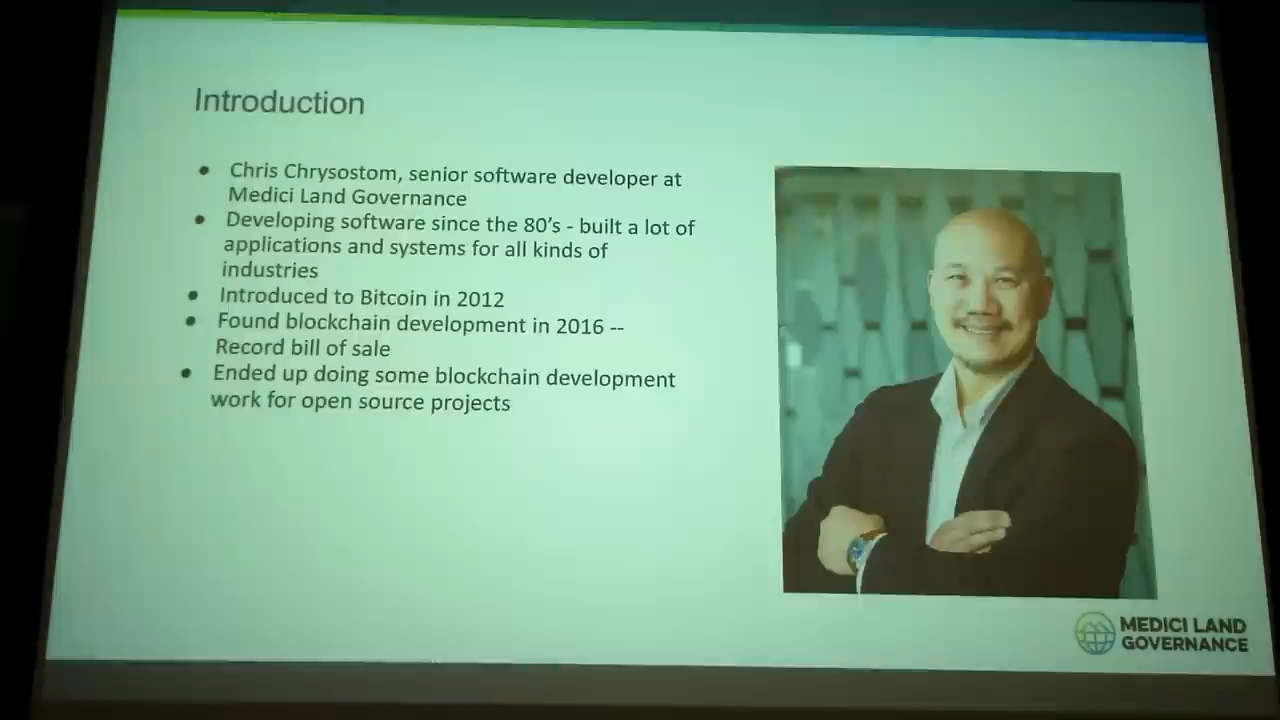 Introduction
● Chris Chrysostom, senior software developer at
Medici Land Governance
● Developing software since the 80's - built a lot of
applications and systems for all kinds of
industries
● Introduced to Bitcoin in 2012
● Found blockchain development in 2016 --
Record bill of sale
● Ended up doing some blockchain development
work for open source projects
MEDICI LAND
GOVERNANCE